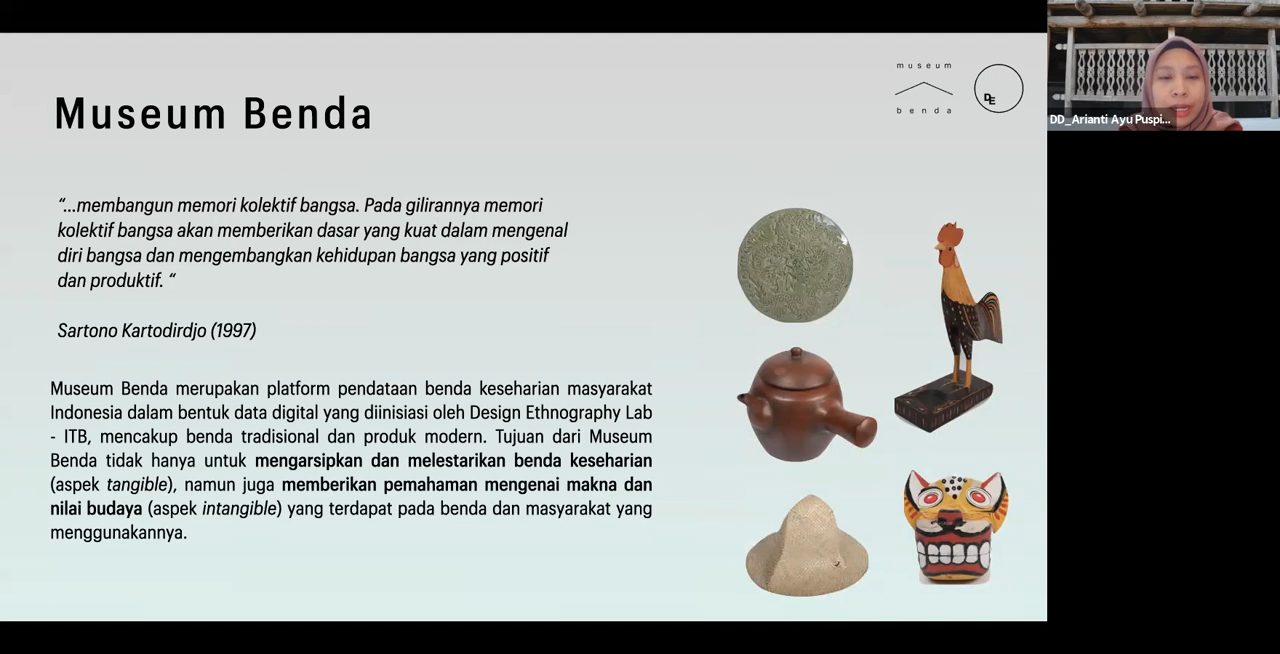 museum
benda
DE
Museum Benda
“...membangun memori kolektif bangsa. Pada gilirannya memori
kolektif bangsa akan memberikan dasar yang kuat dalam mengenal
diri bangsa dan mengembangkan kehidupan bangsa yang positif
dan produktif. “
Sartono Kartodirdjo (1997)
Museum Benda merupakan platform pendataan benda keseharian masyarakat
Indonesia dalam bentuk data digital yang diinisiasi oleh Design Ethnography Lab
- ITB, mencakup benda tradisional dan produk modern. Tujuan dari Museum
Benda tidak hanya untuk mengarsipkan dan melestarikan benda keseharian
(aspek tangible), namun juga memberikan pemahaman mengenai makna dan
nilai budaya (aspek intangible) yang terdapat pada benda dan masyarakat yang
menggunakannya.
DD_Arianti Ayu Puspi...